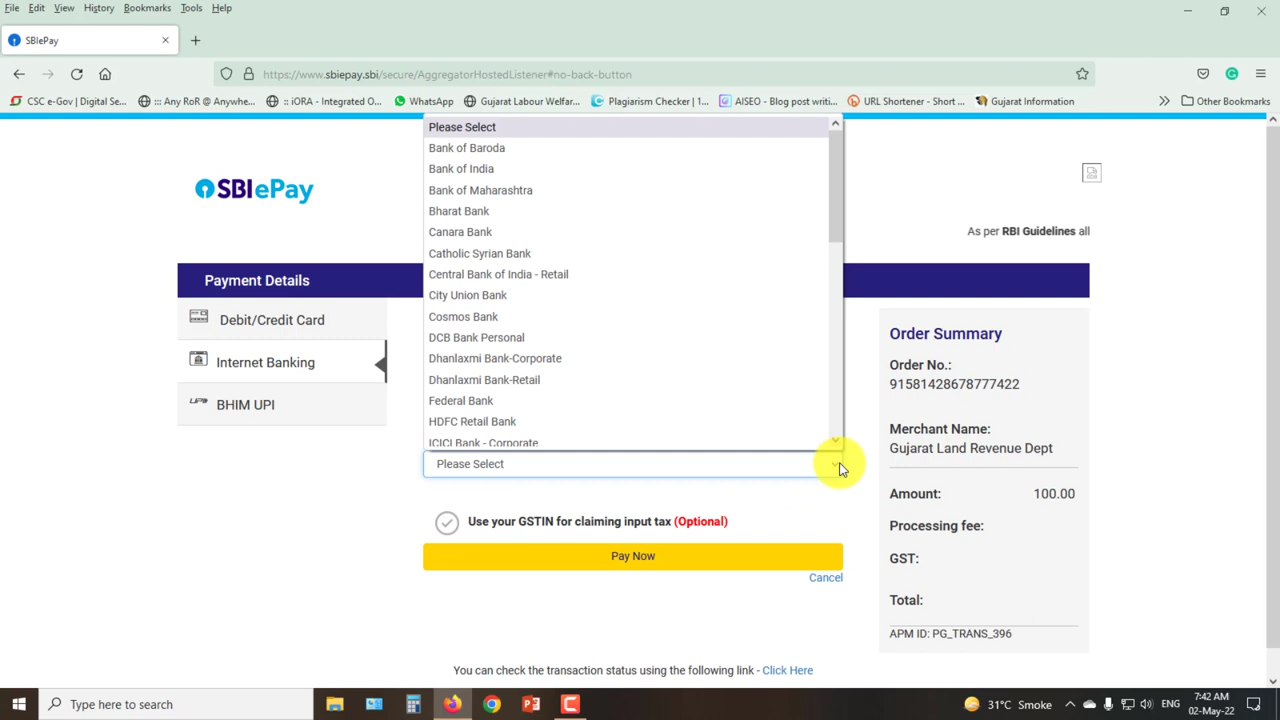 File Edit View History Bookmarks Tools Help
SBIePay
https://www.sbiepay.sbi/secure/AggregatorHostedListener#no-back-button
CSC e-Gov | Digital Se... ::: Any RoR @ Anywhe... :: iORA - Integrated O... WhatsApp Gujarat Labour Welfar... Plagiarism Checker | 1... AISEO - Blog post writi... URL Shortener - Short ... Gujarat Information Other Bookmarks
SBIePay
As per RBI Guidelines all
Payment Details
Debit/Credit Card
Internet Banking
BHIM UPI
Please Select
Bank of Baroda
Bank of India
Bank of Maharashtra
Bharat Bank
Canara Bank
Catholic Syrian Bank
Central Bank of India - Retail
City Union Bank
Cosmos Bank
DCB Bank Personal
Dhanlaxmi Bank-Corporate
Dhanlaxmi Bank-Retail
Federal Bank
HDFC Retail Bank
ICICI Bank - Corporate
Please Select
Use your GSTIN for claiming input tax (Optional)
Pay Now
Cancel
Order Summary
Order No.:
91581428678777422
Merchant Name:
Gujarat Land Revenue Dept
Amount: 100.00
Processing fee:
GST:
Total:
APM ID: PG_TRANS_396
You can check the transaction status using the following link - Click Here
Type here to search
31°C Smoke
ENG
7:42 AM
02-May-22